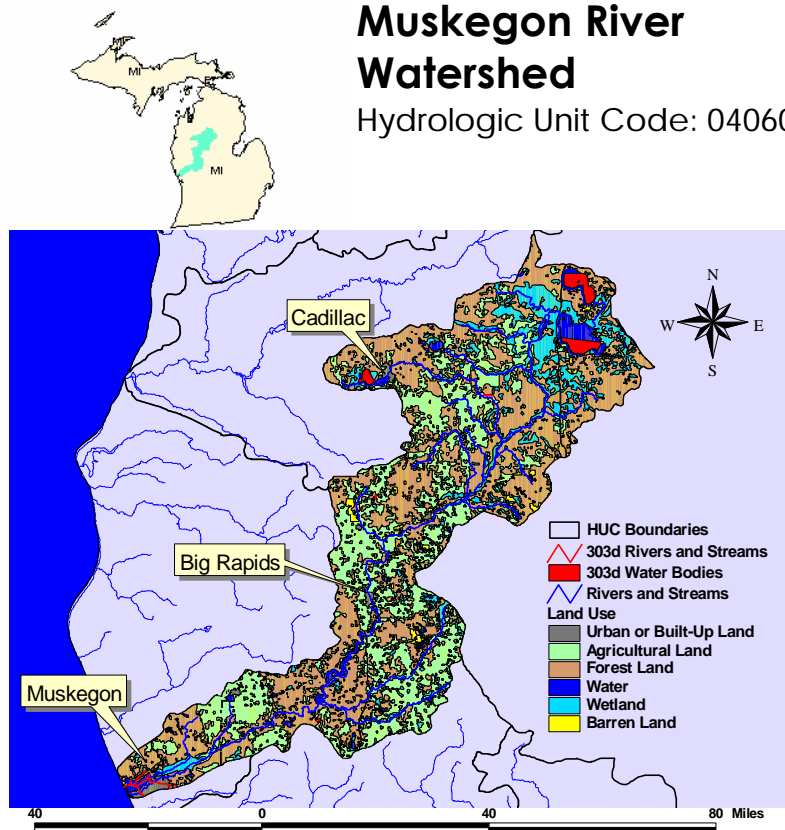 Muskegon River
Watershed
Hydrologic Unit Code: 04060
MI
MI
MI
Cadillac
N
W
E
S
Big Rapids
HUC Boundaries
303d Rivers and Streams
303d Water Bodies
Rivers and Streams
Land Use
Urban or Built-Up Land
Agricultural Land
Forest Land
Water
Wetland
Barren Land
Muskegon
40 0 40 80 Miles